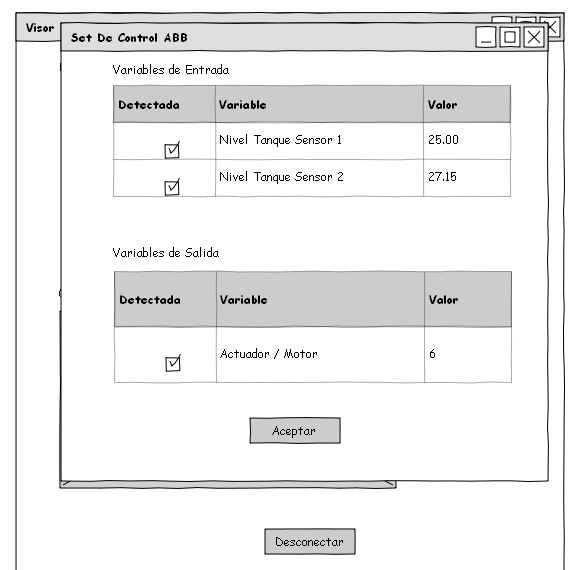 Visor
Set De Control ABB
Variables de Entrada
Detectada Variable Valor
Nivel Tanque Sensor 1 25.00
Nivel Tanque Sensor 2 27.15
Variables de Salida
Detectada Variable Valor
Actuador / Motor 6
Aceptar
Desconectar